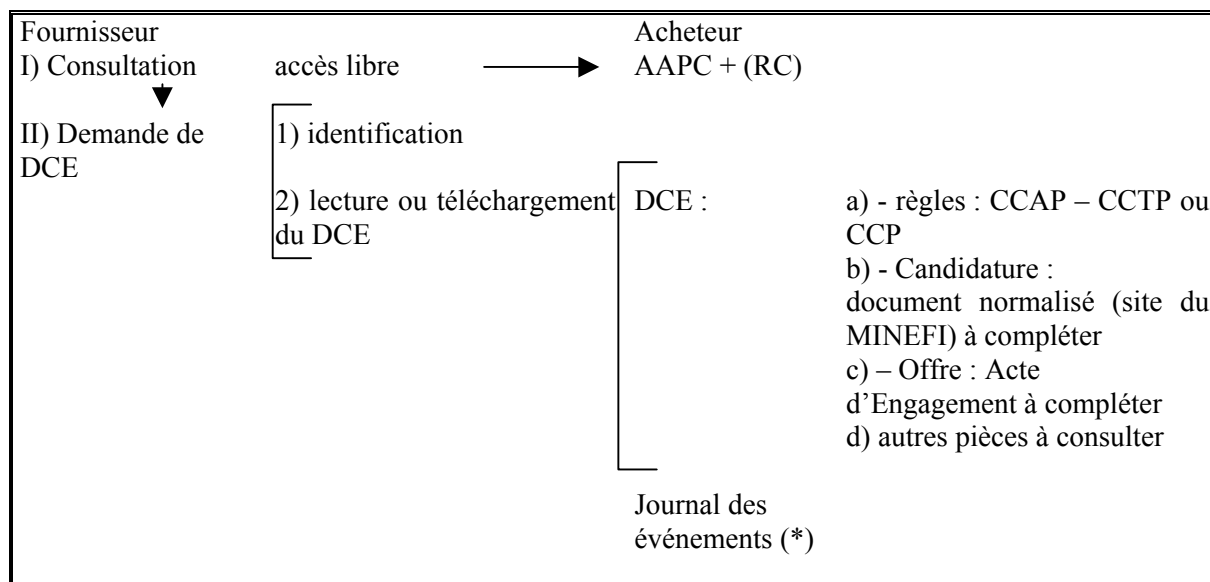 Fournisseur Acheteur
I) Consultation accès libre AAPC + (RC)
II) Demande de DCE
1) identification
2) lecture ou téléchargement
du DCE
DCE :
a) - règles : CCAP – CCTP ou
CCP
b) - Candidature :
document normalisé (site du
MINEFI) à compléter
c) – Offre : Acte
d’Engagement à compléter
d) autres pièces à consulter
Journal des
événements (*)